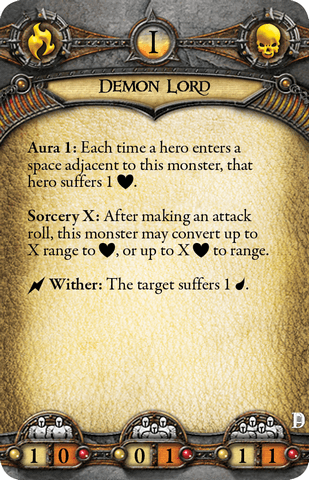 I
DEMON LORD
Aura 1: Each time a hero enters a
space adjacent to this monster, that
hero suffers 1 ♥.
Sorcery X: After making an attack
roll, this monster may convert up to
X range to ♥, or up to X ♥ to range.
Wither: The target suffers 1 .
D
1 0 0 1 1 1